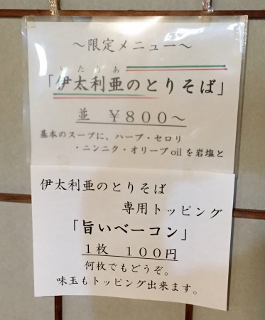 ～限定メニュー～
いたりあ
「伊太利亜のとりそば」
並 ￥８００～
基本のスープに、ハーブ・セロリ
・ニンニク・オリーブoilを岩塩と
伊太利亜のとりそば
専用トッピング
「旨いベーコン」
１枚 １００円
何枚でもどうぞ。
味玉もトッピング出来ます。